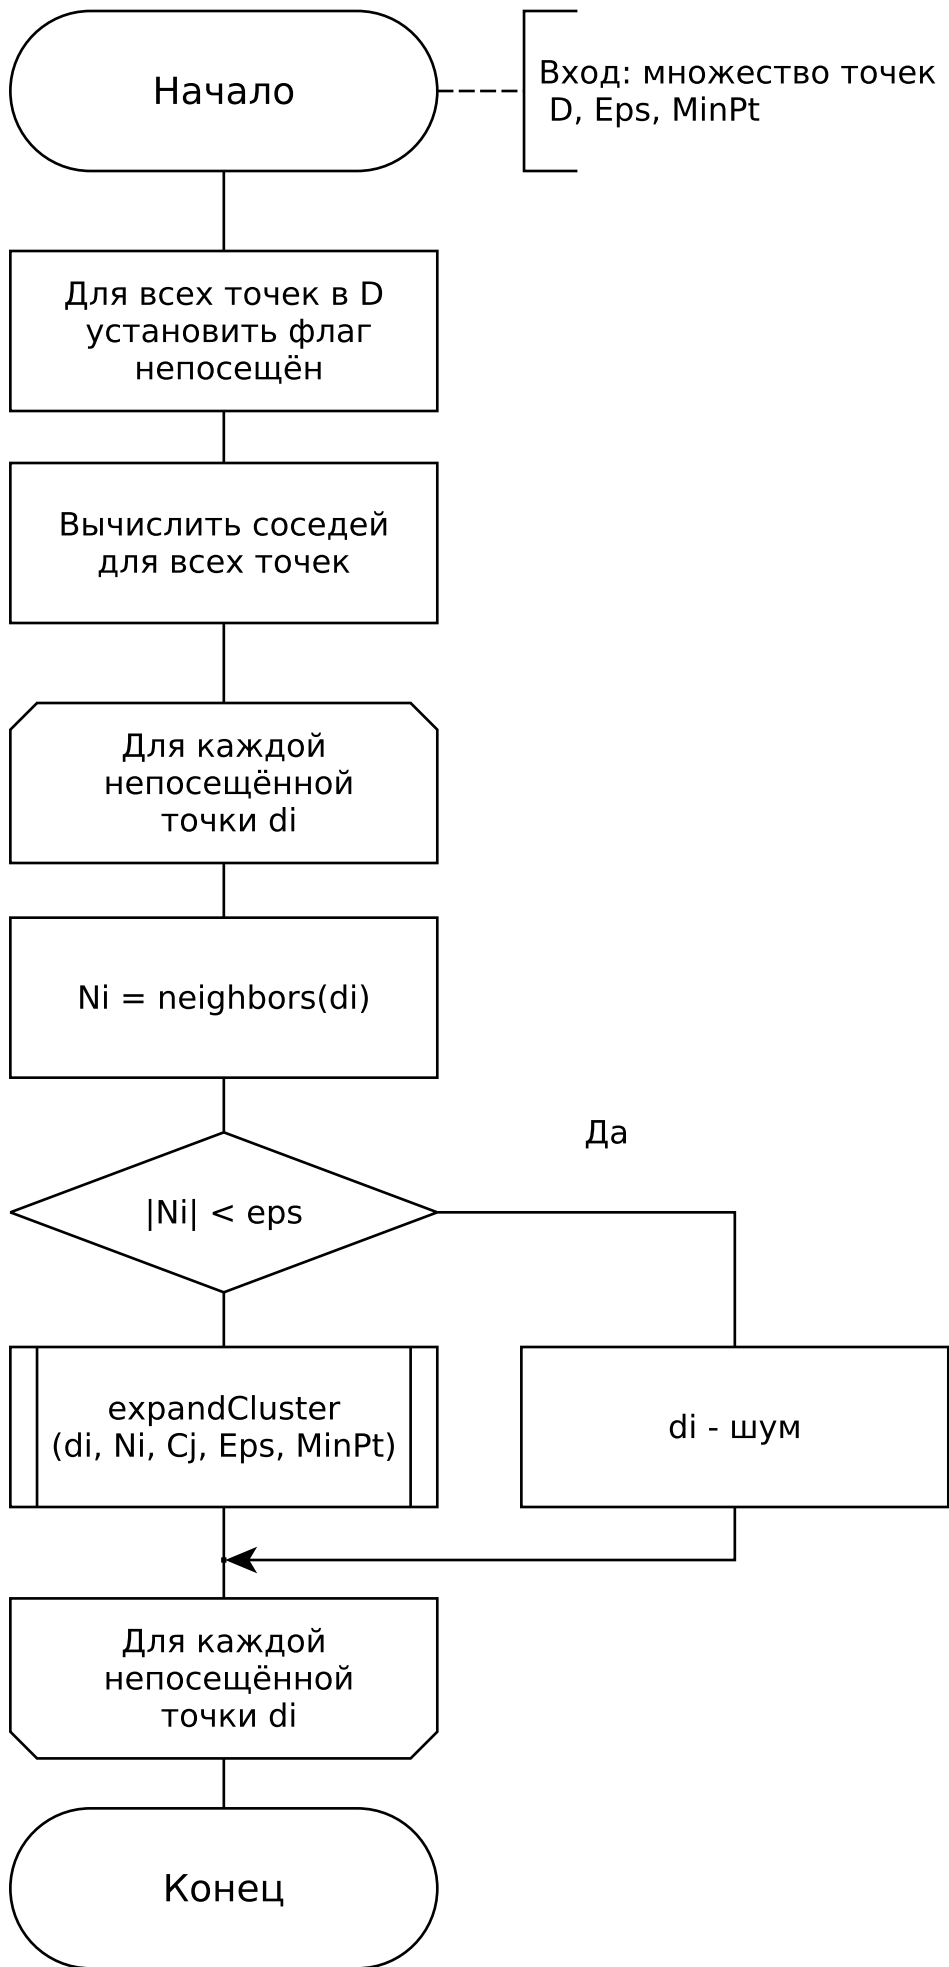 Начало
Вход: множество точек
D, Eps, MinPt
Для всех точек в D
установить флаг
непосещён
Вычислить соседей
для всех точек
Для каждой
непосещённой
точки di
Ni = neighbors(di)
Да
|Ni| < eps
expandCluster
(di, Ni, Cj, Eps, MinPt)
di - шум
Для каждой
непосещённой
точки di
Конец